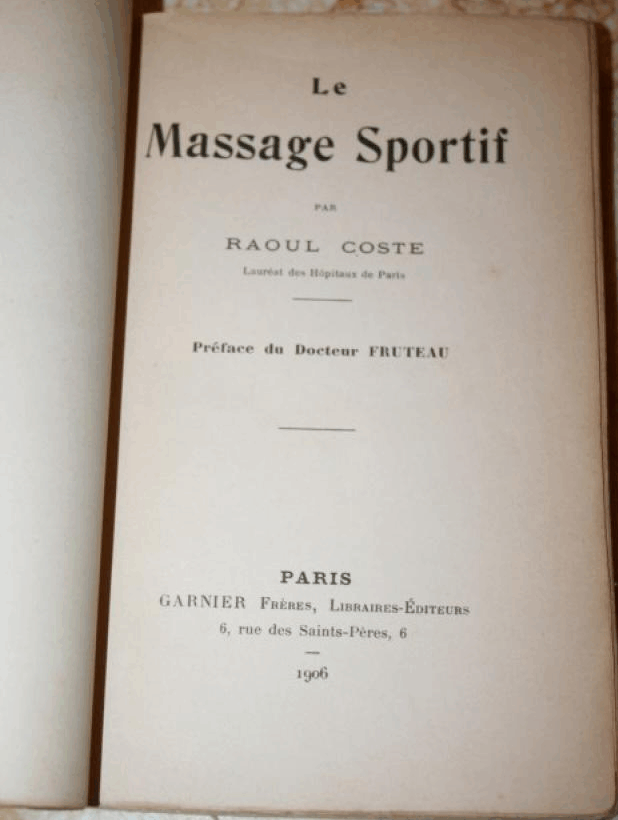 Le
Massage Sportif
PAR
RAOUL COSTE
Lauréat des Hôpitaux de Paris
Préface du Docteur FRUTEAU
PARIS
GARNIER FRÈRES, LIBRAIRES-ÉDITEURS
6, rue des Saints-Pères, 6
1906